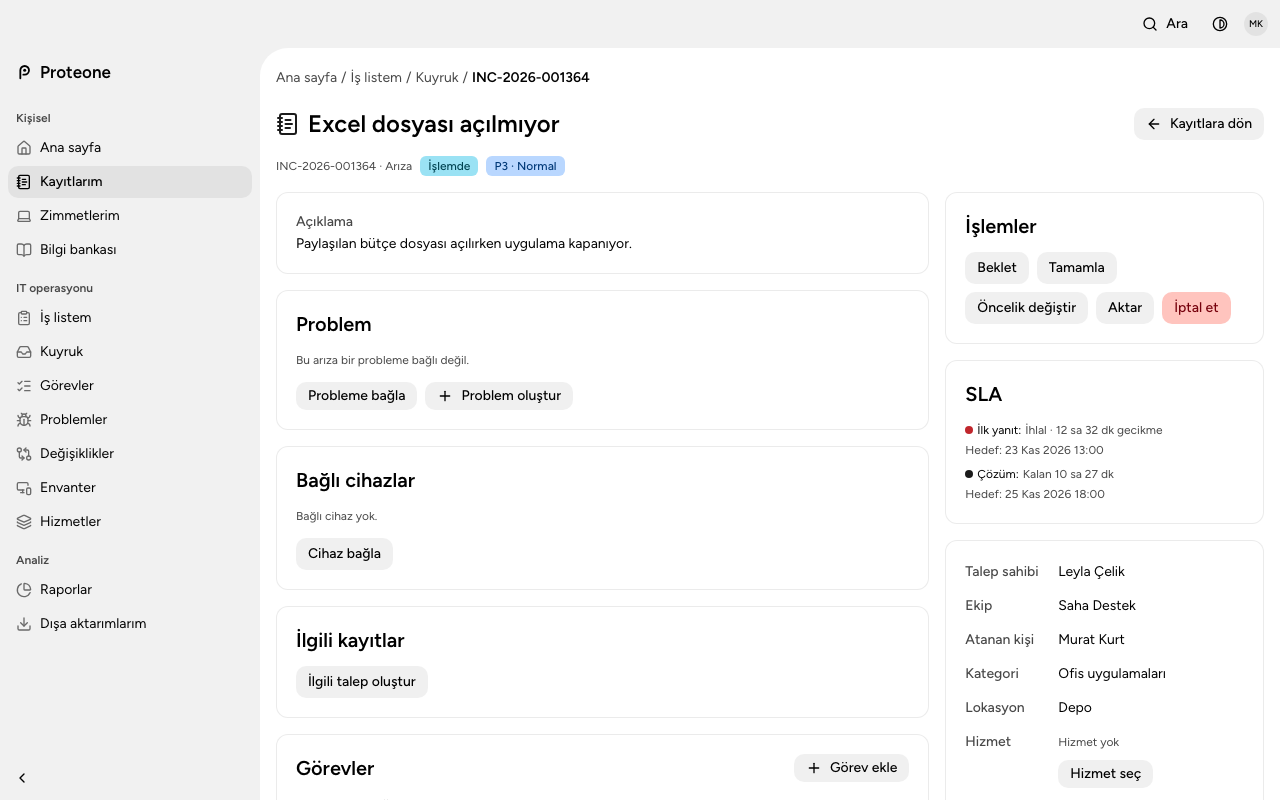 Ara
MK
Proteone
Kişisel
Ana sayfa
Kayıtlarım
Zimmetlerim
Bilgi bankası
IT operasyonu
İş listem
Kuyruk
Görevler
Problemler
Değişiklikler
Envanter
Hizmetler
Analiz
Raporlar
Dışa aktarımlarım
Ana sayfa / İş listem / Kuyruk / INC-2026-001364
Excel dosyası açılmıyor
Kayıtlara dön
INC-2026-001364 · Arıza İşlemde P3 · Normal
Açıklama
Paylaşılan bütçe dosyası açılırken uygulama kapanıyor.
Problem
Bu arıza bir probleme bağlı değil.
Probleme bağla Problem oluştur
Bağlı cihazlar
Bağlı cihaz yok.
Cihaz bağla
İlgili kayıtlar
İlgili talep oluştur
Görevler
Görev ekle
İşlemler
Beklet Tamamla
Öncelik değiştir Aktar İptal et
SLA
İlk yanıt: İhlal · 12 sa 32 dk gecikme
Hedef: 23 Kas 2026 13:00
Çözüm: Kalan 10 sa 27 dk
Hedef: 25 Kas 2026 18:00
Talep sahibi Leyla Çelik
Ekip Saha Destek
Atanan kişi Murat Kurt
Kategori Ofis uygulamaları
Lokasyon Depo
Hizmet Hizmet yok
Hizmet seç